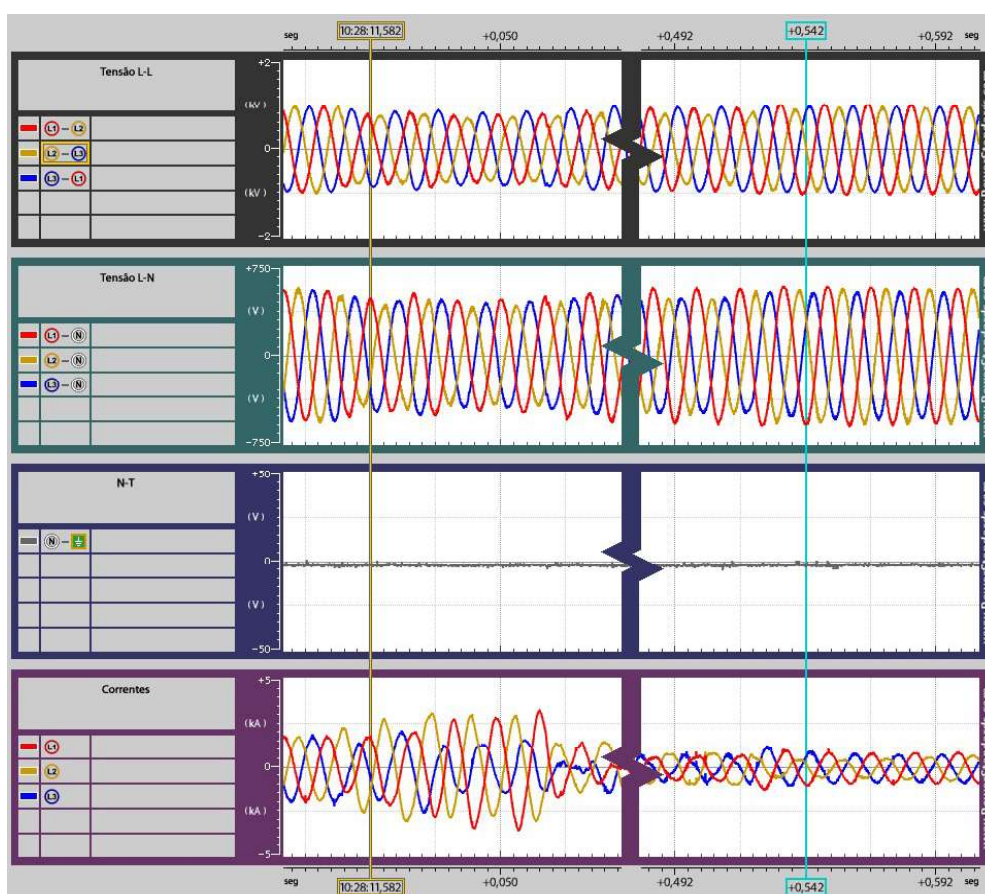 seg 10:28:11,582 +0,050 +0,492 +0,542 +0,592 seg
Tensão L-L
+2
(kV)
0
(kV)
-2
L1 - L2
L2 - L3
L3 - L1
Tensão L-N
+750
(V)
0
(V)
-750
L1 - N
L2 - N
L3 - N
N-T
+50
(V)
0
(V)
-50
N -
Correntes
+5
(kA)
0
(kA)
-5
L1
L2
L3
seg 10:28:11,582 +0,050 +0,492 +0,542 +0,592 seg